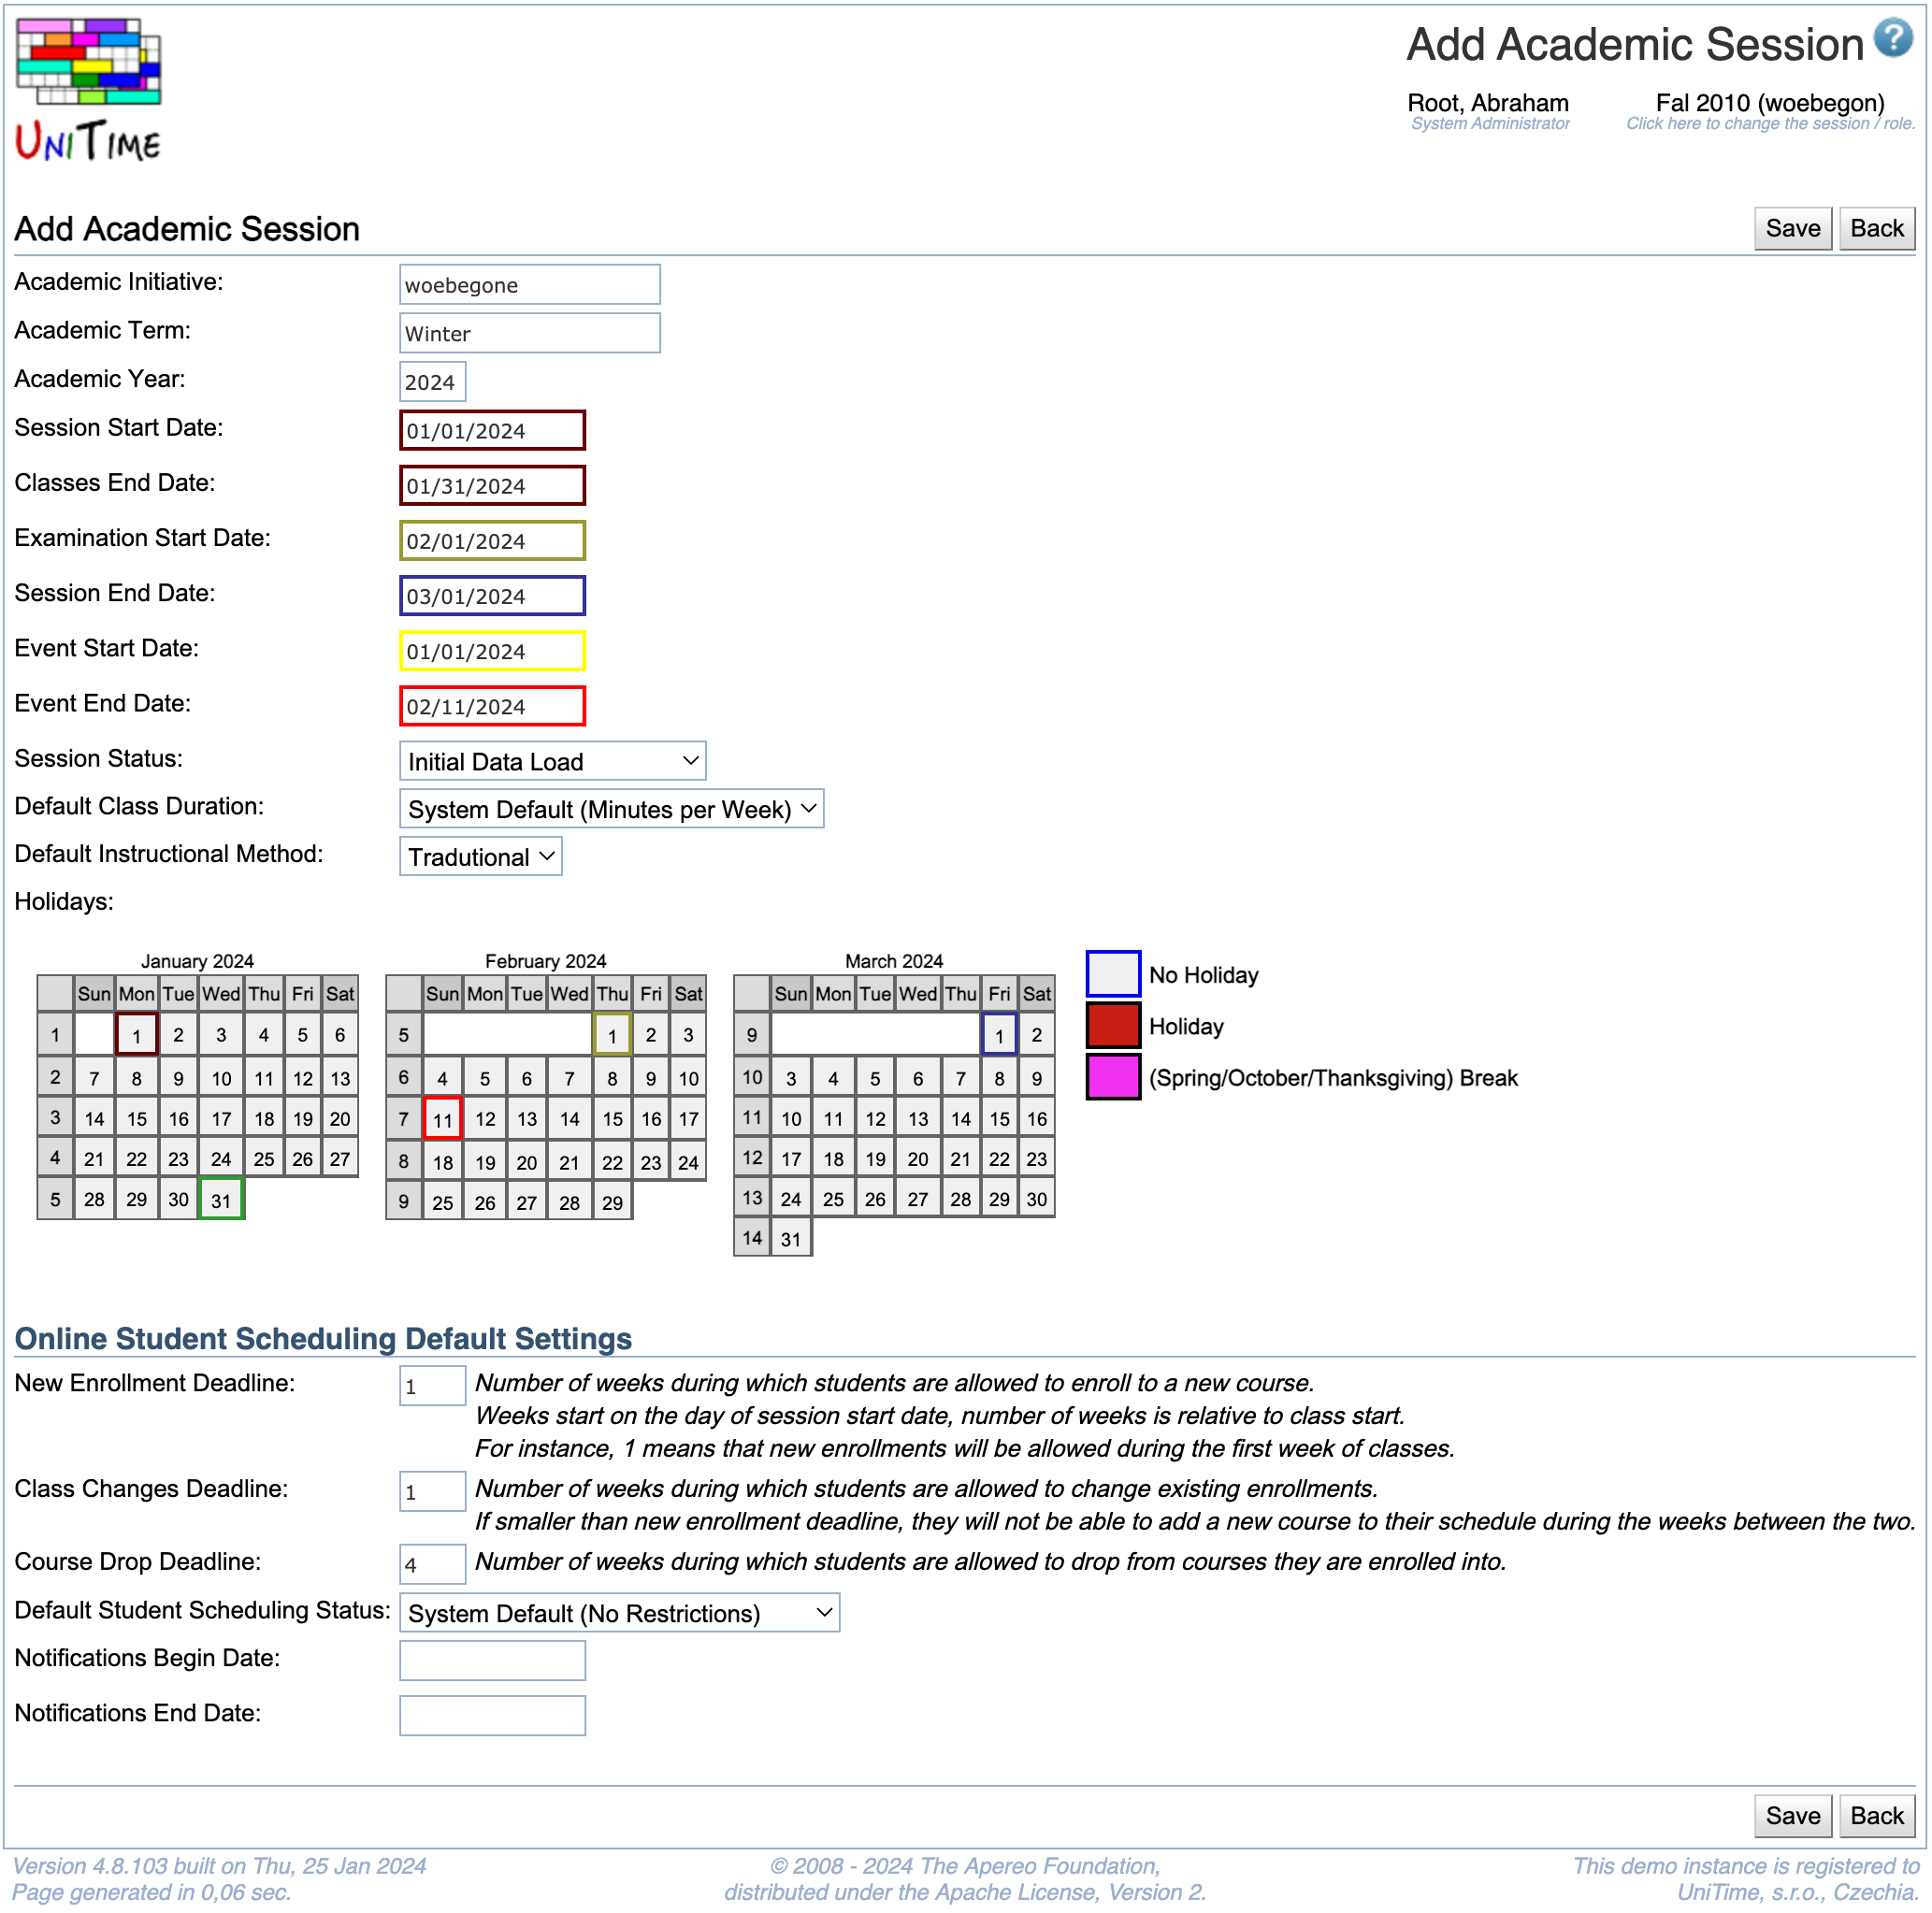 Add Academic Session
UNITIME
Root, Abraham Fal 2010 (woebegon)
System Administrator Click here to change the session / role.
Add Academic Session Save Back
Academic Initiative: woebegone
Academic Term: Winter
Academic Year: 2024
Session Start Date: 01/01/2024
Classes End Date: 01/31/2024
Examination Start Date: 02/01/2024
Session End Date: 03/01/2024
Event Start Date: 01/01/2024
Event End Date: 02/11/2024
Session Status: Initial Data Load
Default Class Duration: System Default (Minutes per Week)
Default Instructional Method: Tradutional
Holidays:
January 2024
Sun Mon Tue Wed Thu Fri Sat
1 1 2 3 4 5 6
2 7 8 9 10 11 12 13
3 14 15 16 17 18 19 20
4 21 22 23 24 25 26 27
5 28 29 30 31
February 2024
Sun Mon Tue Wed Thu Fri Sat
5 1 2 3
6 4 5 6 7 8 9 10
7 11 12 13 14 15 16 17
8 18 19 20 21 22 23 24
9 25 26 27 28 29
March 2024
Sun Mon Tue Wed Thu Fri Sat
9 1 2
10 3 4 5 6 7 8 9
11 10 11 12 13 14 15 16
12 17 18 19 20 21 22 23
13 24 25 26 27 28 29 30
14 31
No Holiday
Holiday
(Spring/October/Thanksgiving) Break
Online Student Scheduling Default Settings
New Enrollment Deadline: 1 Number of weeks during which students are allowed to enroll to a new course.
Weeks start on the day of session start date, number of weeks is relative to class start.
For instance, 1 means that new enrollments will be allowed during the first week of classes.
Class Changes Deadline: 1 Number of weeks during which students are allowed to change existing enrollments.
If smaller than new enrollment deadline, they will not be able to add a new course to their schedule during the weeks between the two.
Course Drop Deadline: 4 Number of weeks during which students are allowed to drop from courses they are enrolled into.
Default Student Scheduling Status: System Default (No Restrictions)
Notifications Begin Date:
Notifications End Date:
Save Back
Version 4.8.103 built on Thu, 25 Jan 2024 © 2008 - 2024 The Apereo Foundation, This demo instance is registered to
Page generated in 0,06 sec. distributed under the Apache License, Version 2. UniTime, s.r.o., Czechia.